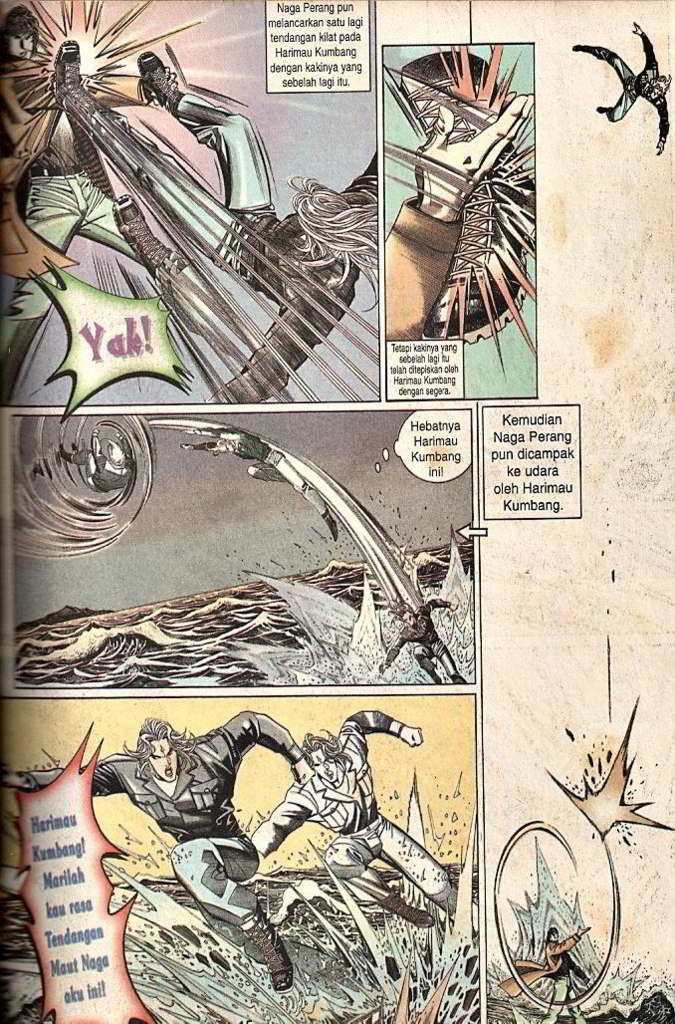 Naga Perang pun
melancarkan satu lagi
tendangan kilat pada
Harimau Kumbang
dengan kakinya yang
sebelah lagi itu.
Yah!
Tetapi kakinya yang
sebelah lagi itu
telah ditepiskan oleh
Harimau Kumbang
dengan segera.
Hebatnya
Harimau
Kumbang
ini!
Kemudian
Naga Perang
pun dicampak
ke udara
oleh Harimau
Kumbang.
Harimau
Kumbang!
Marilah
kau rasa
Tendangan
Maut Naga
aku ini!